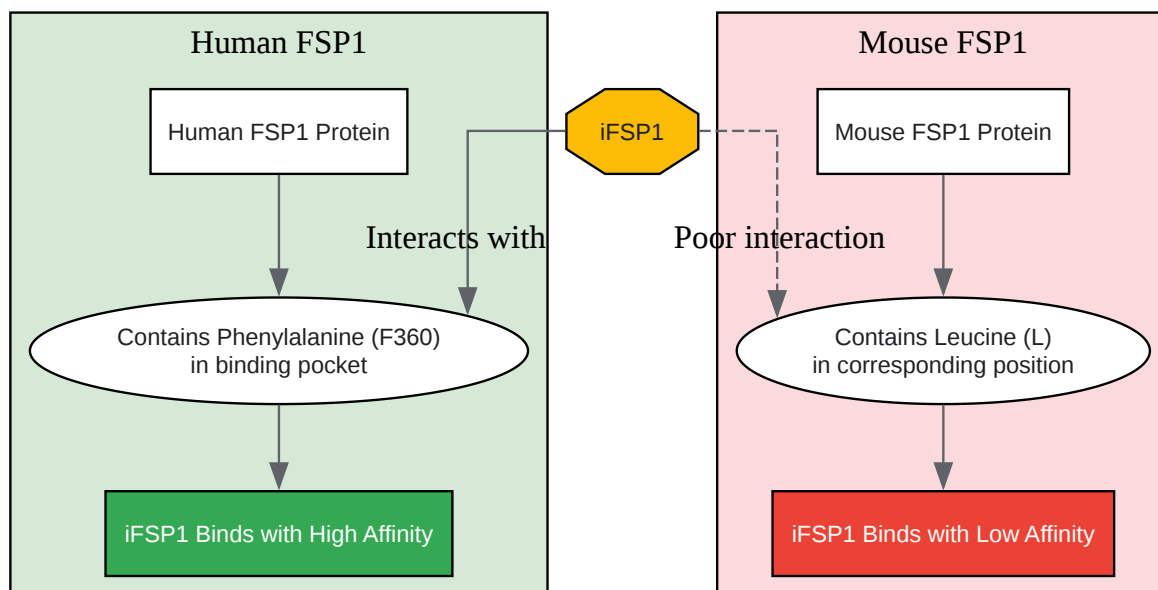 Human FSP1
Mouse FSP1
Human FSP1 Protein
iFSP1
Mouse FSP1 Protein
Interacts with
Poor interaction
Contains Phenylalanine (F360)
in binding pocket
Contains Leucine (L)
in corresponding position
iFSP1 Binds with High Affinity
iFSP1 Binds with Low Affinity